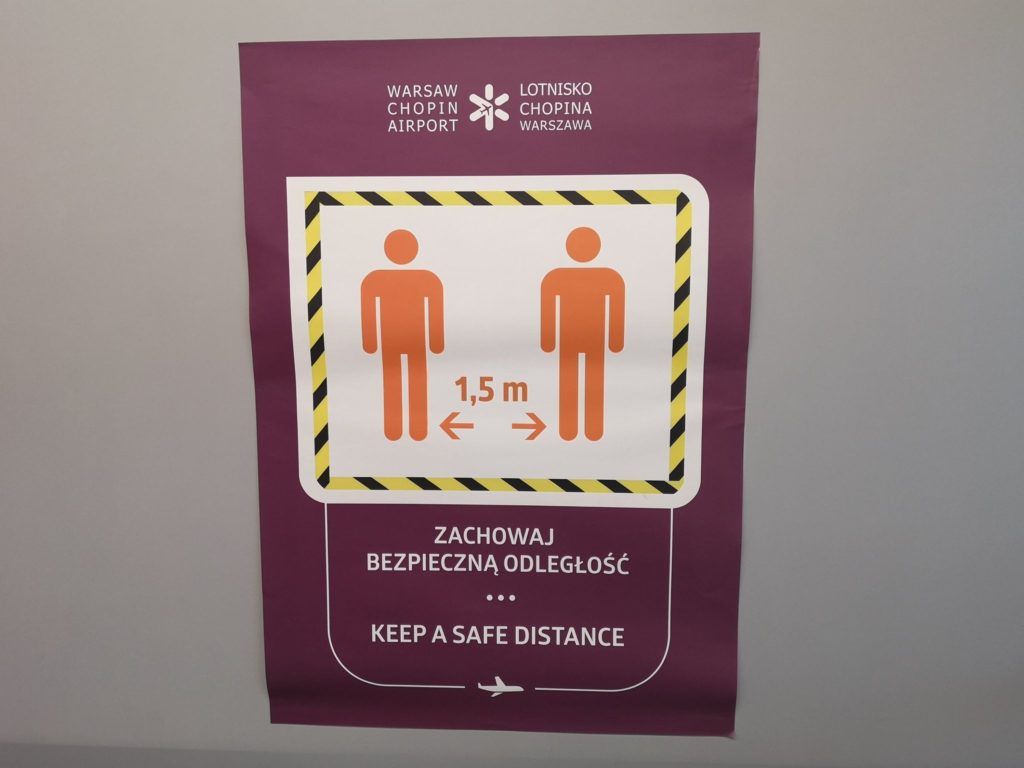 WARSAW
CHOPIN
AIRPORT
LOTNISKO
CHOPINA
WARSZAWA
1,5 m
ZACHOWAJ
BEZPIECZNĄ ODLEGŁOŚĆ
...
KEEP A SAFE DISTANCE